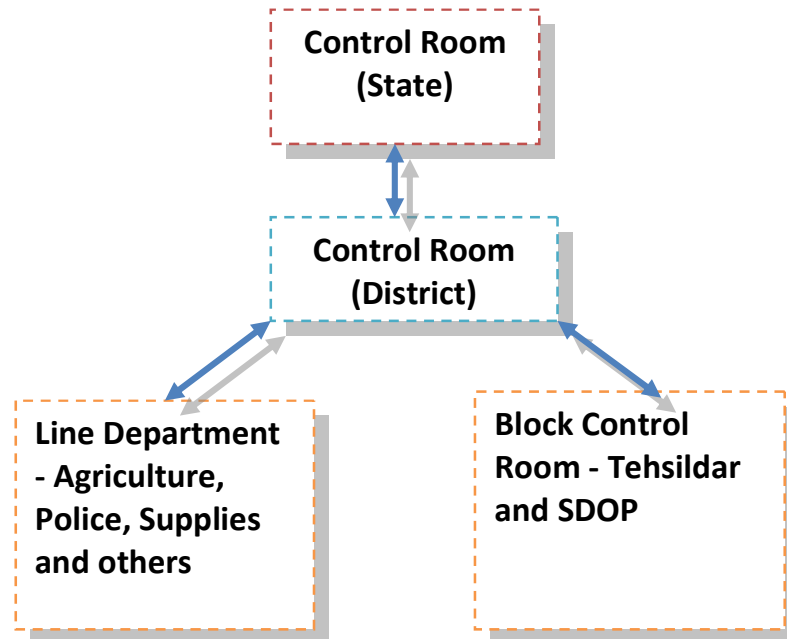 Control Room
(State)
Control Room
(District)
Line Department
- Agriculture,
Police, Supplies
and others
Block Control
Room - Tehsildar
and SDOP